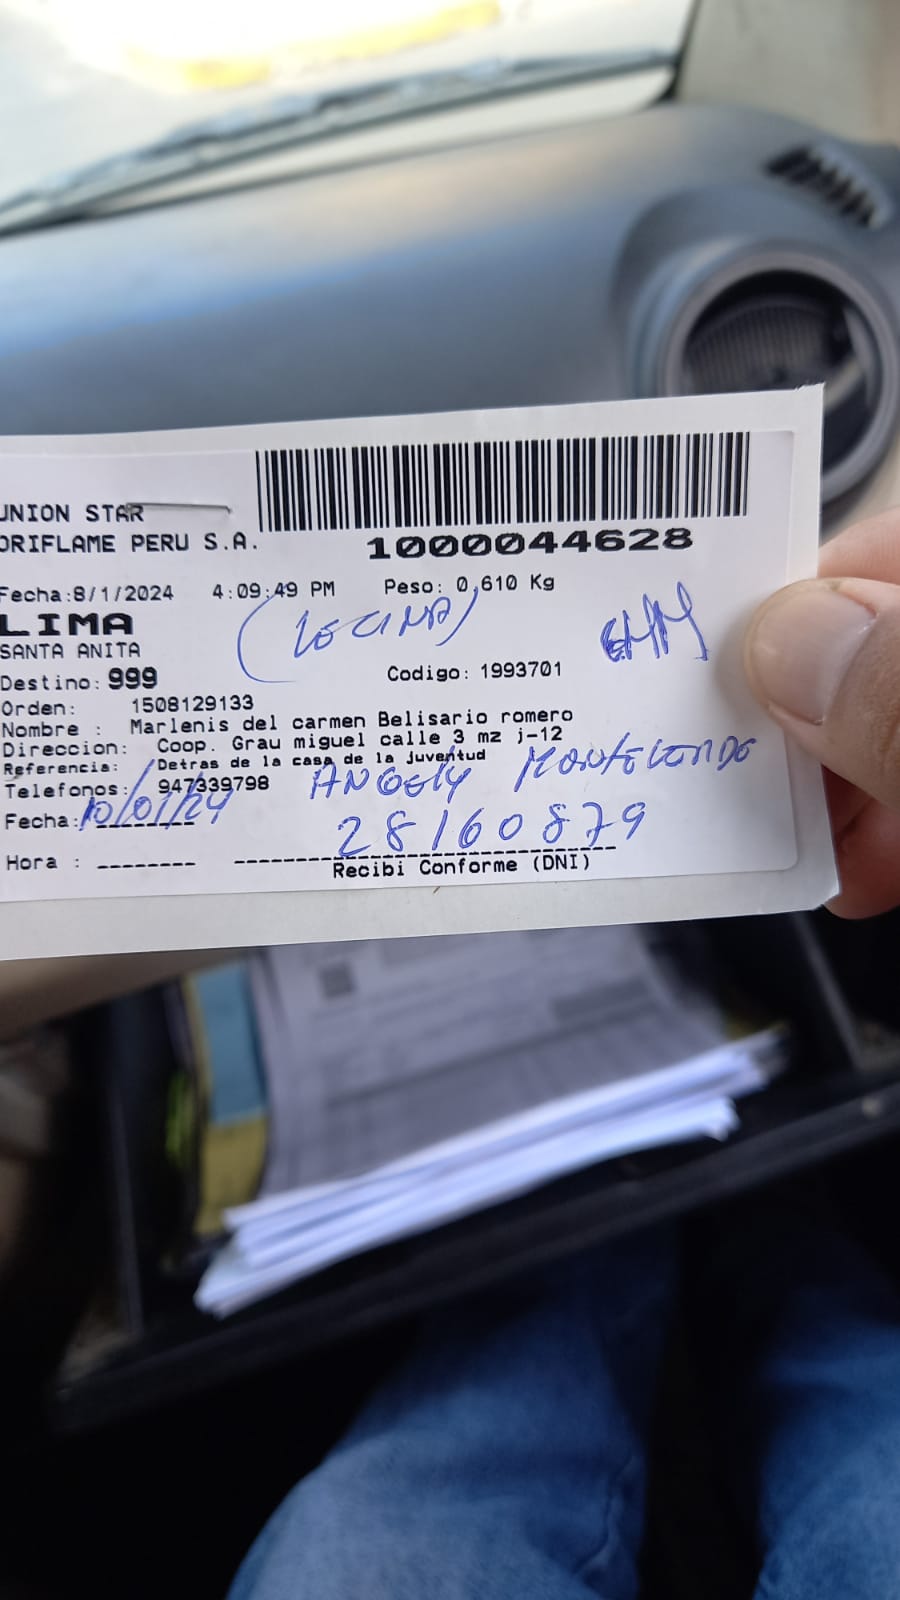 UNION STAR
ORIFLAME PERU S.A.
1000044628
Fecha:8/1/2024 4:09:49 PM Peso: 0,610 Kg
LIMA
SANTA ANITA
Destino: 999
Codigo: 1993701
Orden: 1508129133
Nombre : Marlenis del carmen Belisario romero
Direccion: Coop. Grau miguel calle 3 mz j-12
Referencia: Detras de la casa de la juventud
Telefonos: 947339798
ANGELY
Fecha: 10/01/24
28160879
Hora : --------
Recibi Conforme (DNI)